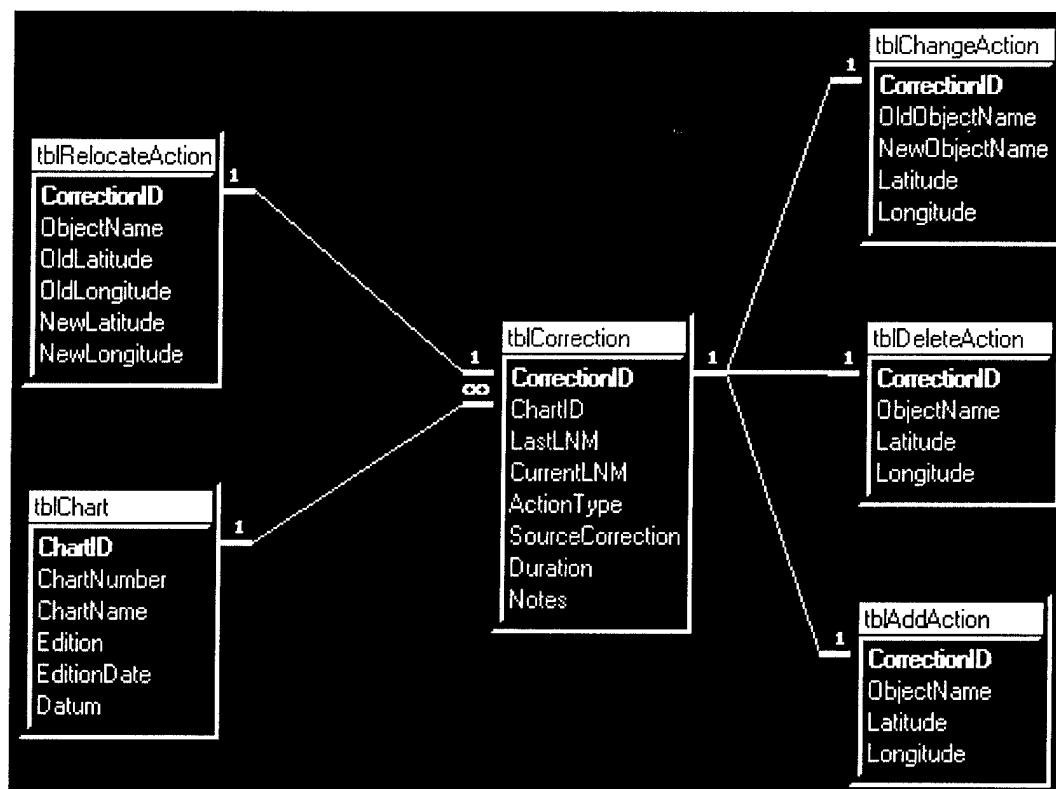 tblRelocateAction
1
CorrectionID
ObjectName
OldLatitude
OldLongitude
NewLatitude
NewLongitude
tblChart
1
ChartID
ChartNumber
ChartName
Edition
EditionDate
Datum
tblCorrection
1
∞
1
CorrectionID
ChartID
LastLNM
CurrentLNM
ActionType
SourceCorrection
Duration
Notes
tblChangeAction
1
CorrectionID
OldObjectName
NewObjectName
Latitude
Longitude
tblDeleteAction
1
CorrectionID
ObjectName
Latitude
Longitude
tblAddAction
1
CorrectionID
ObjectName
Latitude
Longitude